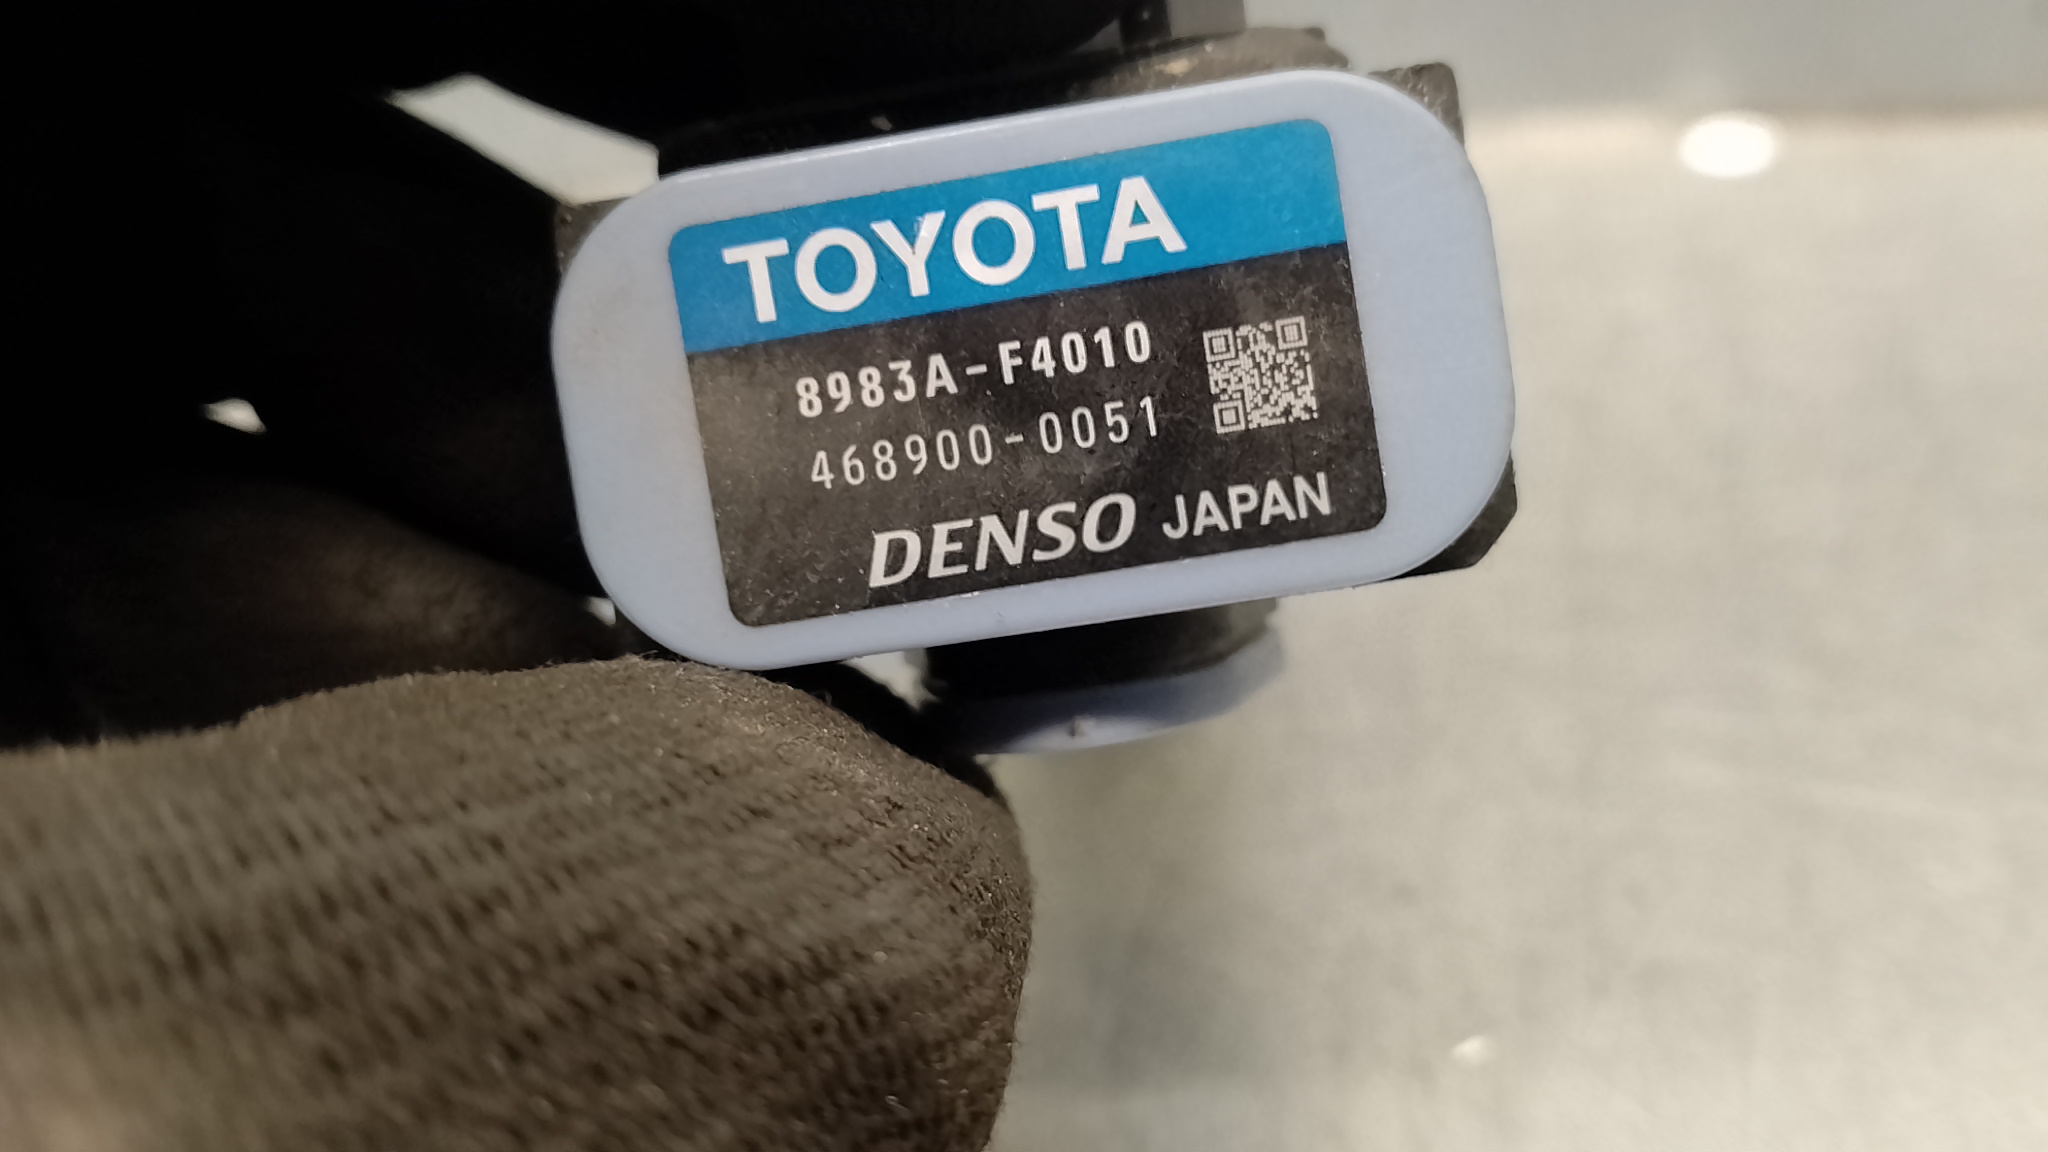 TOYOTA
8983A-F4010
468900-0051
DENSO JAPAN